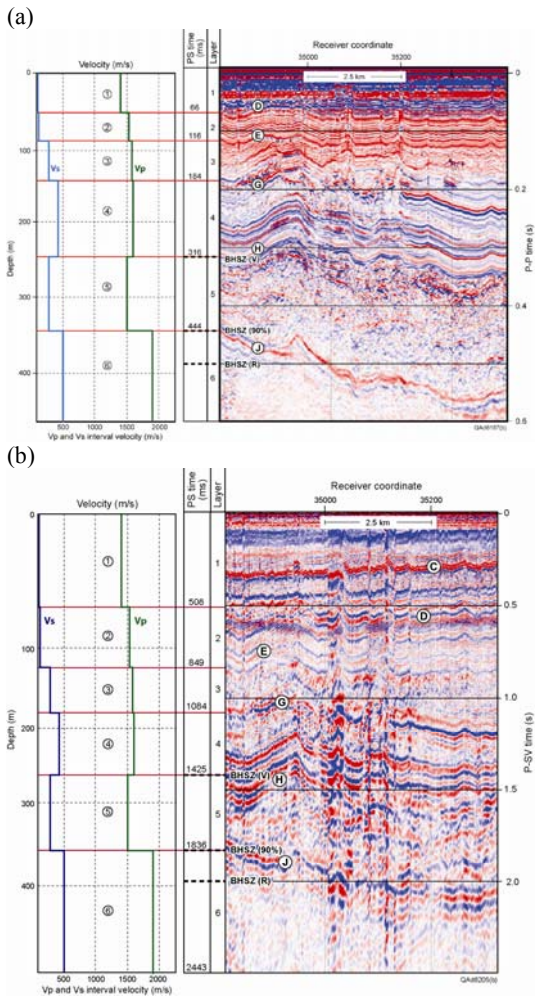 (a)
Velocity (m/s)
0 500 1000 1500 2000
PS time
(ms)
Layer
Receiver coordinate
35000 35200
2.5 km
0
100
200
300
400
Depth (m)
① 
②
③
④
⑤
⑥
Vs
Vp
66
116
184
316
444
1
2
3
4
5
6
D
E
G
H
BHSZ (V)
BHSZ (90%)
J
BHSZ (R)
0
0.2
0.4
0.6
P-P time (s)
500 1000 1500 2000
Vp and Vs interval velocity (m/s)
(b)
Velocity (m/s)
PS time
(ms)
Layer
Receiver coordinate
35000 35200
2.5 km
0
100
200
300
400
Depth (m)
①
②
③
④
⑤
⑥
Vs
Vp
506
849
1084
1425
1836
2443
1
2
3
4
5
6
C
D
E
G
BHSZ (V)
H
BHSZ (90%)
J
BHSZ (R)
0
0.5
1.0
1.5
2.0
P-SV time (s)
500 1000 1500 2000
Vp and Vs interval velocity (m/s)